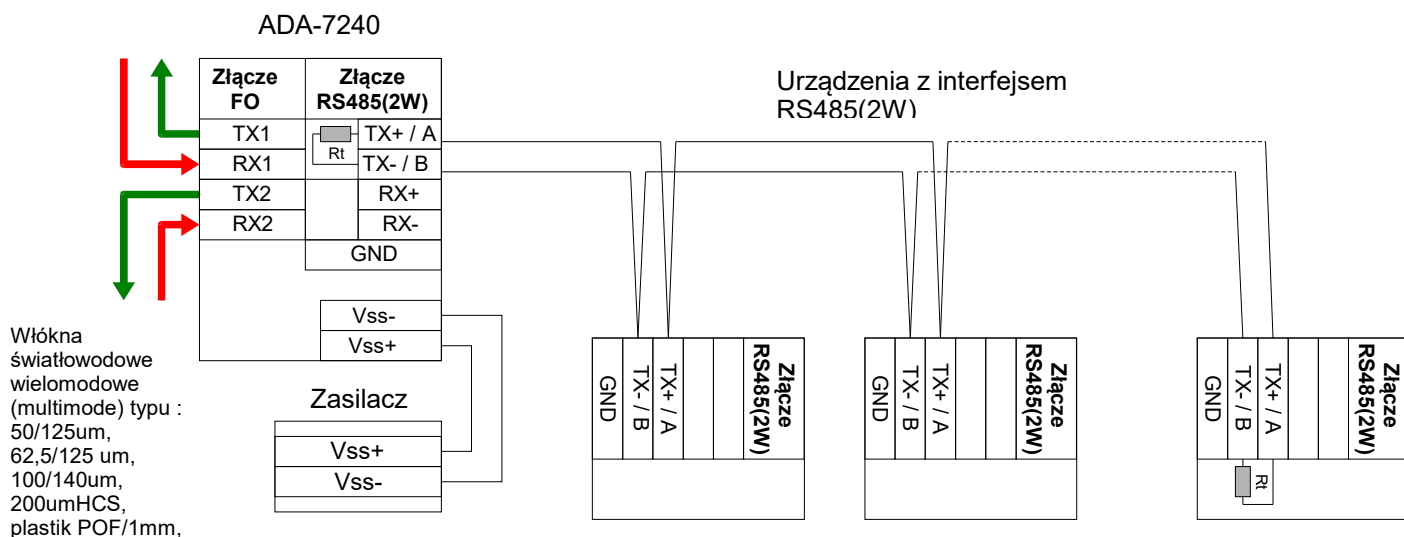 ADA-7240
Złącze
FO
Złącze
RS485(2W)
TX1
TX+ / A
Rt
RX1
TX- / B
TX2
RX+
RX2
RX-
GND
Vss-
Vss+
Urządzenia z interfejsem
RS485(2W)
Włókna
światłowodowe
wielomodowe
(multimode) typu :
50/125um,
62,5/125 um,
100/140um,
200umHCS,
plastik POF/1mm,
Zasilacz
Vss+
Vss-
GND
TX- / B
TX+ / A
Złącze
RS485(2W)
GND
TX- / B
TX+ / A
Złącze
RS485(2W)
GND
TX- / B
TX+ / A
Złącze
RS485(2W)
Rt